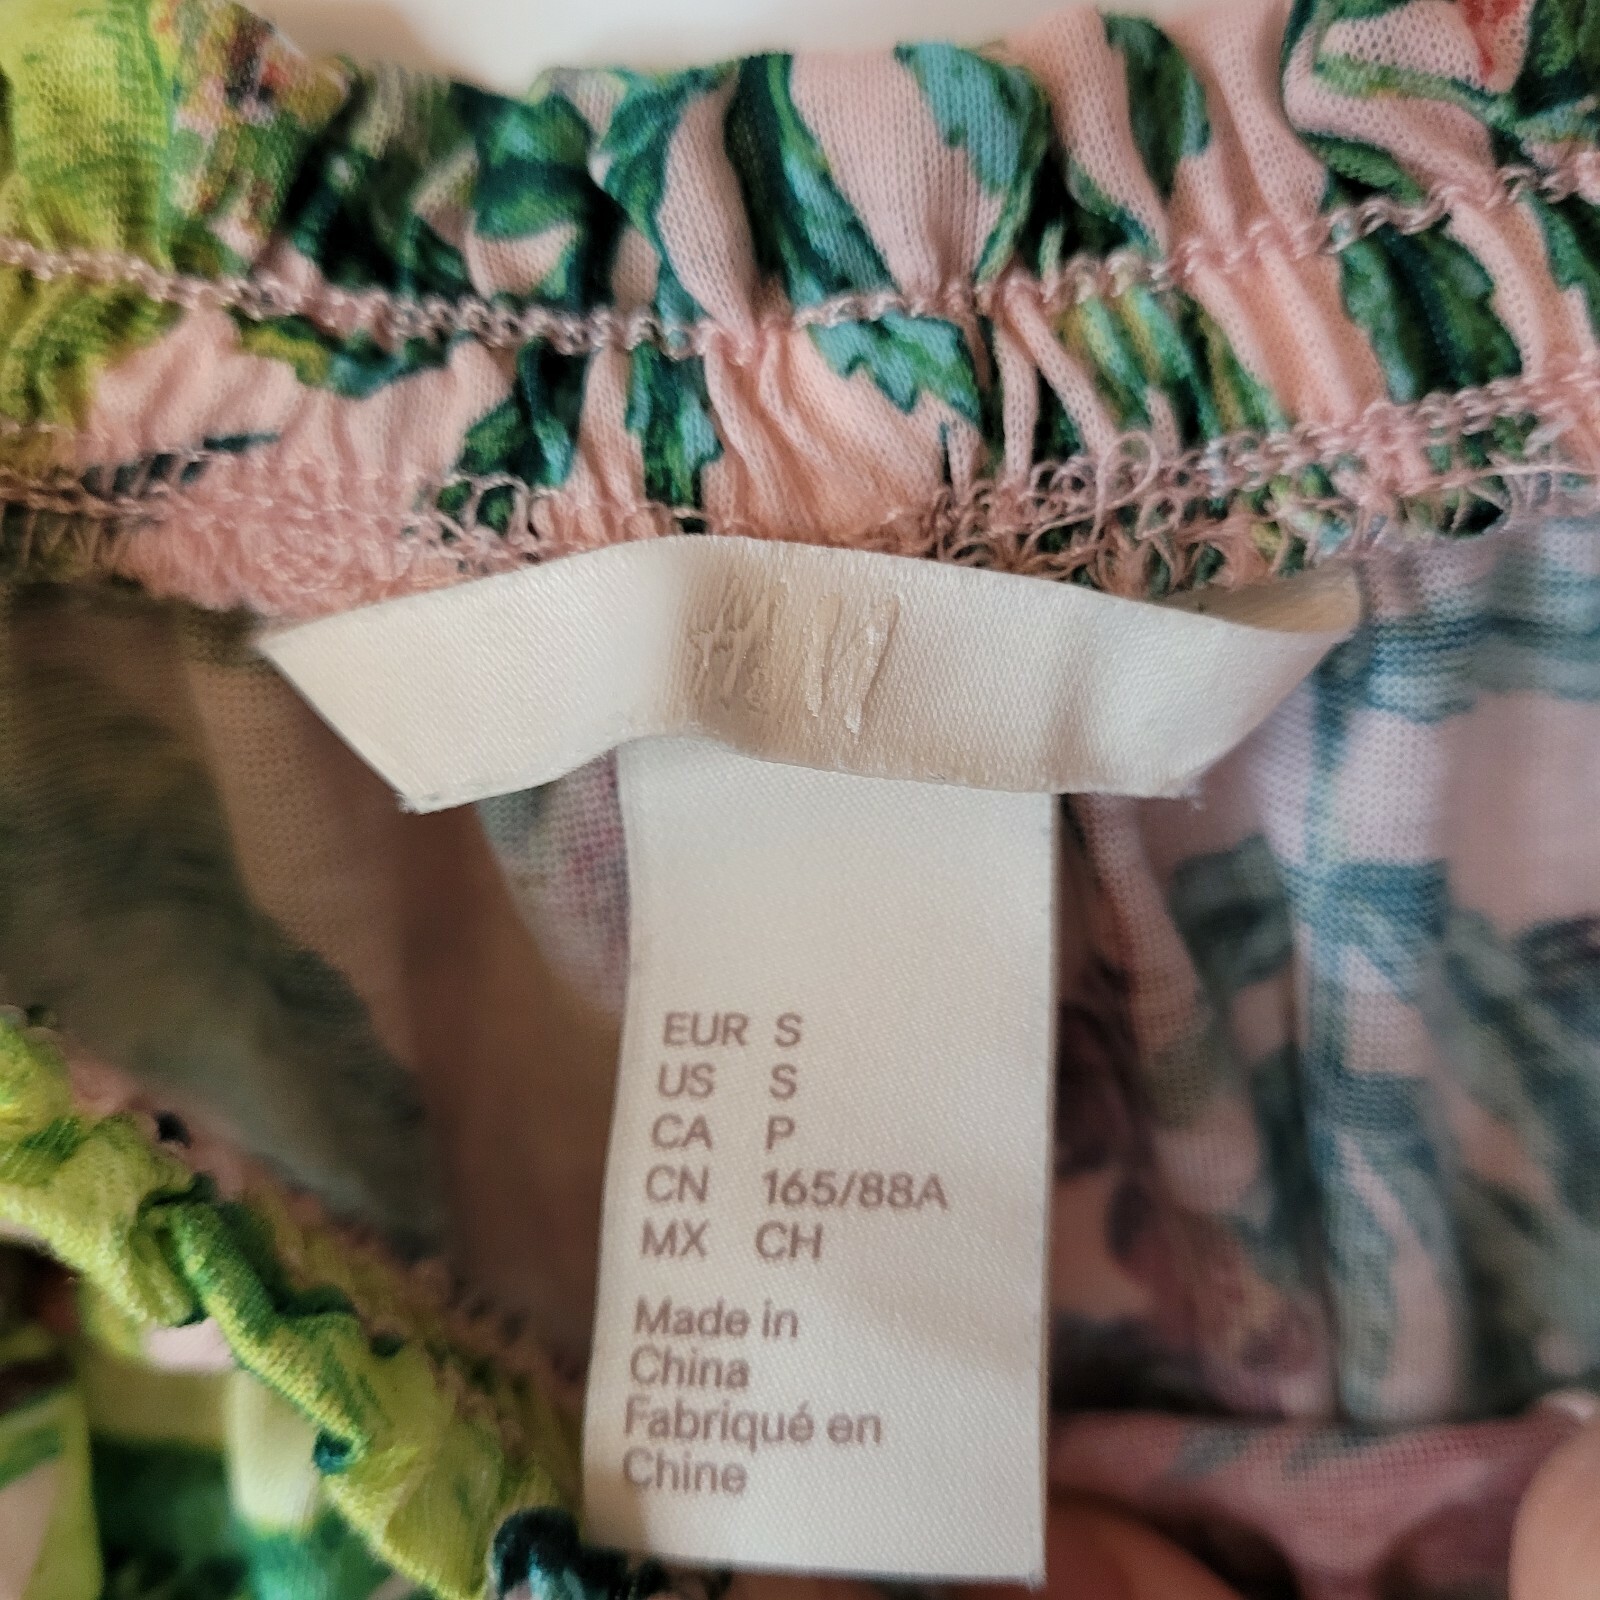 H&M
EUR S
US S
CA P
CN 165/88A
MX CH
Made in
China
Fabriqué en
Chine